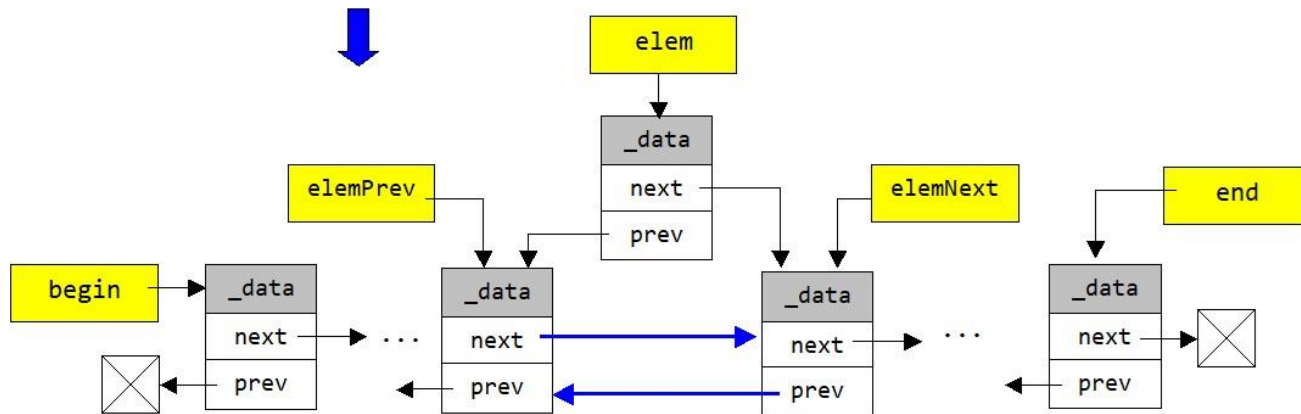 elem
_data
next
prev
elemPrev
elemNext
end
begin
_data
next
prev
...
_data
next
prev
_data
next
prev
...
_data
next
prev